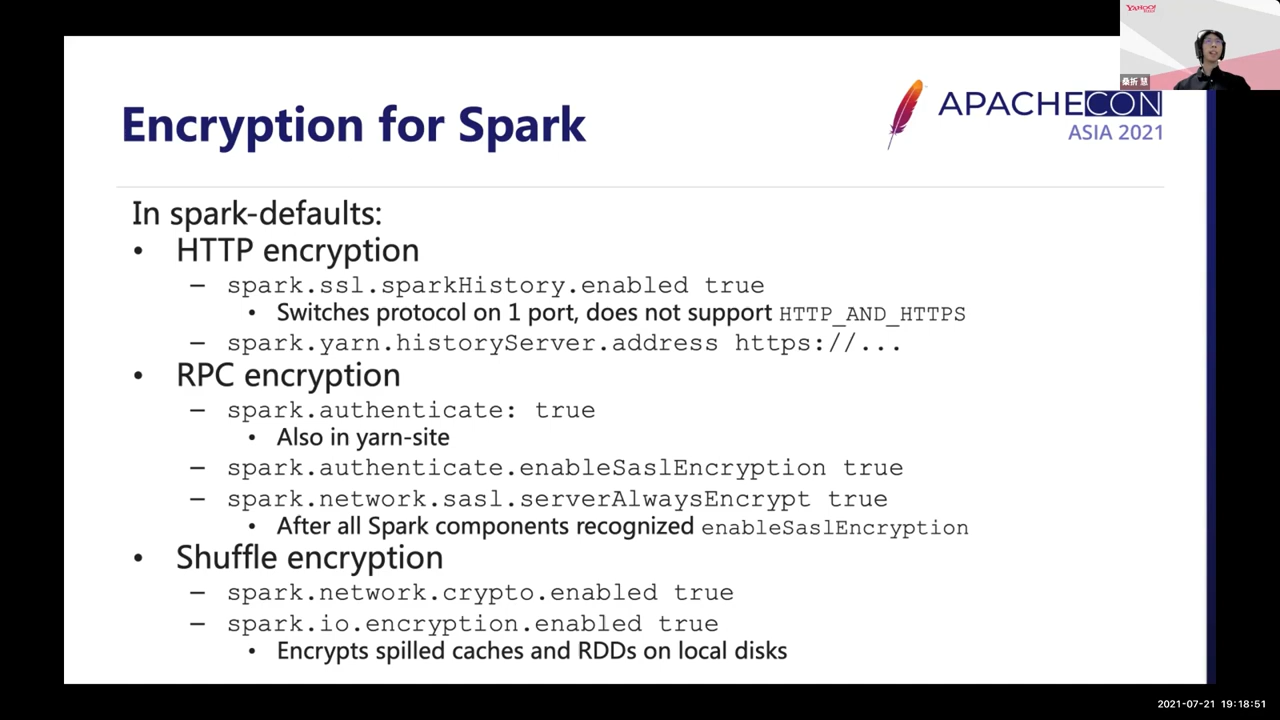 YAHOO!
桑折 慧
APACHECON
ASIA 2021
Encryption for Spark
In spark-defaults:
• HTTP encryption
– spark.ssl.sparkHistory.enabled true
• Switches protocol on 1 port, does not support HTTP_AND_HTTPS
– spark.yarn.historyServer.address https://...
• RPC encryption
– spark.authenticate: true
• Also in yarn-site
– spark.authenticate.enableSaslEncryption true
– spark.network.sasl.serverAlwaysEncrypt true
• After all Spark components recognized enableSaslEncryption
• Shuffle encryption
– spark.network.crypto.enabled true
– spark.io.encryption.enabled true
• Encrypts spilled caches and RDDs on local disks
2021-07-21 19:18:51